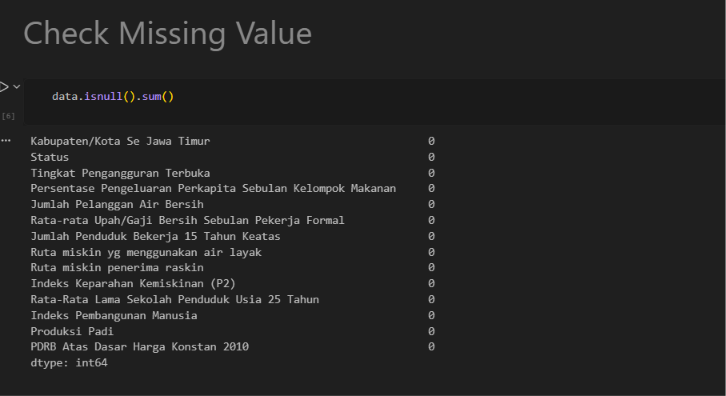 Check Missing Value
data.isnull().sum()
[6]
...
Kabupaten/Kota Se Jawa Timur 0
Status 0
Tingkat Pengangguran Terbuka 0
Persentase Pengeluaran Perkapita Sebulan Kelompok Makanan 0
Jumlah Pelanggan Air Bersih 0
Rata-rata Upah/Gaji Bersih Sebulan Pekerja Formal 0
Jumlah Penduduk Bekerja 15 Tahun Keatas 0
Ruta miskin yg menggunakan air layak 0
Ruta miskin penerima raskin 0
Indeks Keparahan Kemiskinan (P2) 0
Rata-Rata Lama Sekolah Penduduk Usia 25 Tahun 0
Indeks Pembangunan Manusia 0
Produksi Padi 0
PDRB Atas Dasar Harga Konstan 2010 0
dtype: int64